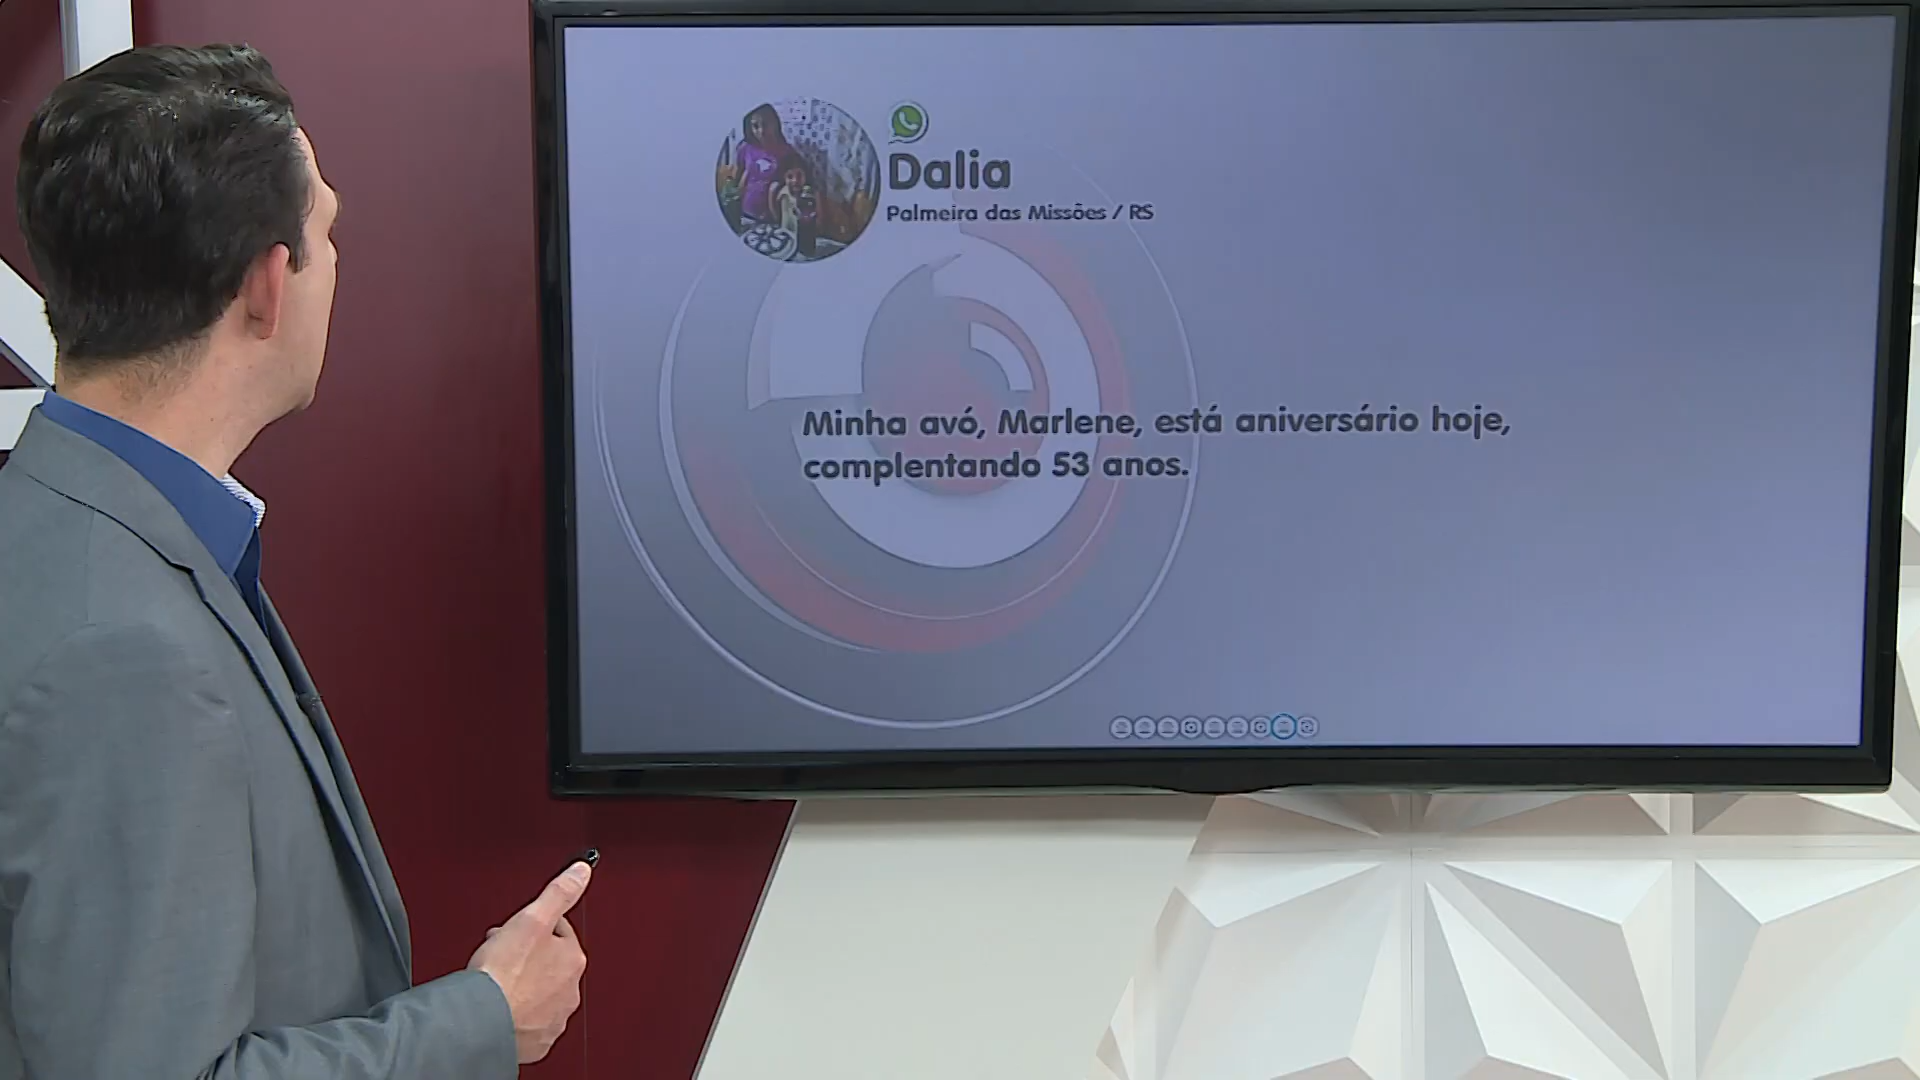 Dalia
Palmeira das Missões / RS
Minha avó, Marlene, está aniversário hoje,
complentando 53 anos.